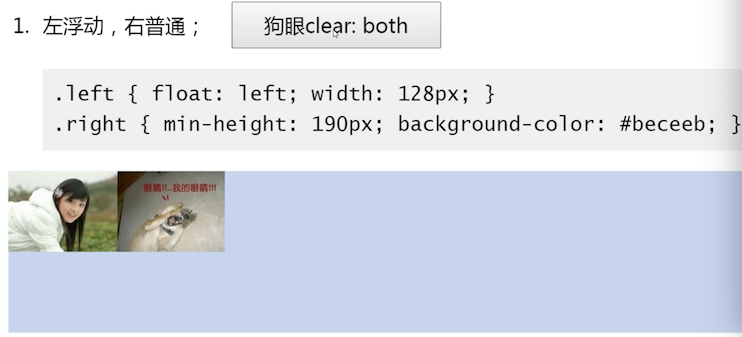 1. 左浮动，右普通； 狗眼clear: both
.left { float: left; width: 128px; }
.right { min-height: 190px; background-color: #beceeb; }
眼睛!!..我的眼睛!!!